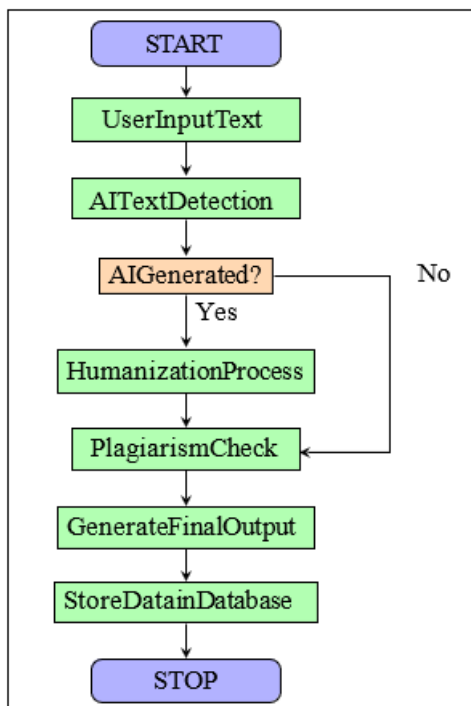 START
UserInputText
AITextDetection
AIGenerated?
No
Yes
HumanizationProcess
PlagiarismCheck
GenerateFinalOutput
StoreDatainDatabase
STOP